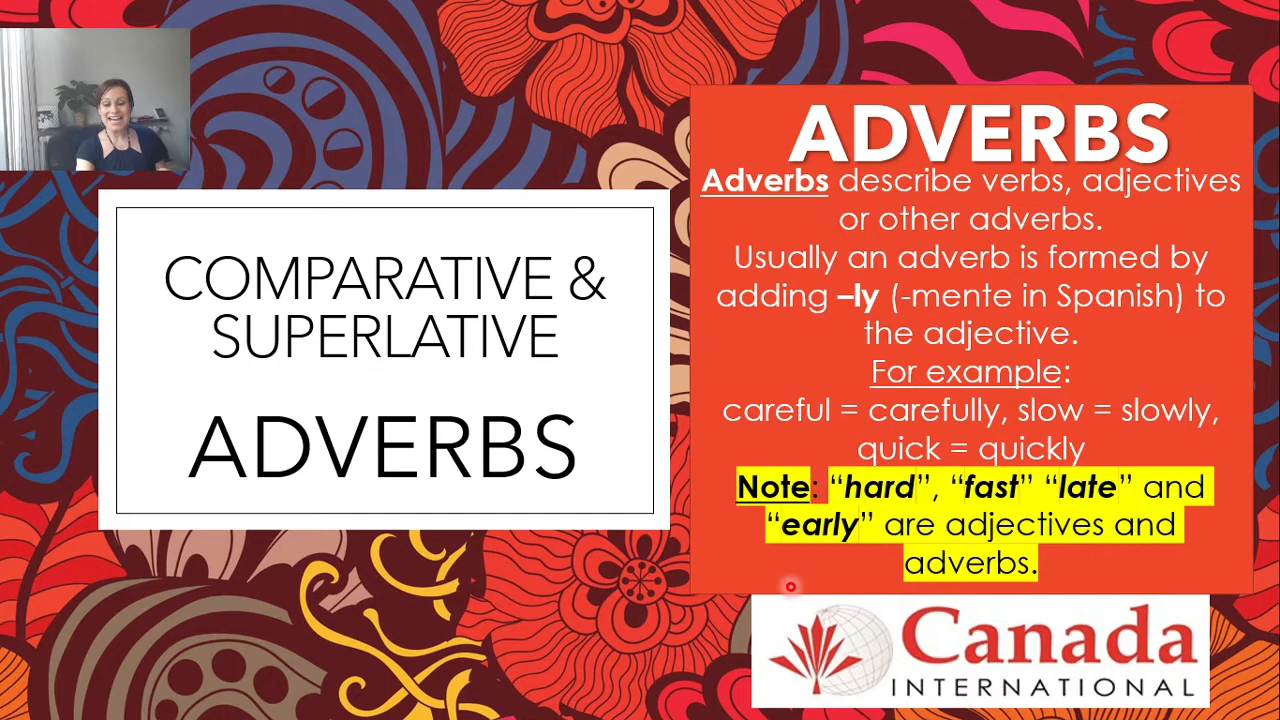 COMPARATIVE &
SUPERLATIVE
ADVERBS
ADVERBS
Adverbs describe verbs, adjectives
or other adverbs.
Usually an adverb is formed by
adding –ly (-mente in Spanish) to
the adjective.
For example:
careful = carefully, slow = slowly,
quick = quickly
Note: “hard”, “fast” “late” and
“early” are adjectives and
adverbs.
Canada
INTERNATIONAL